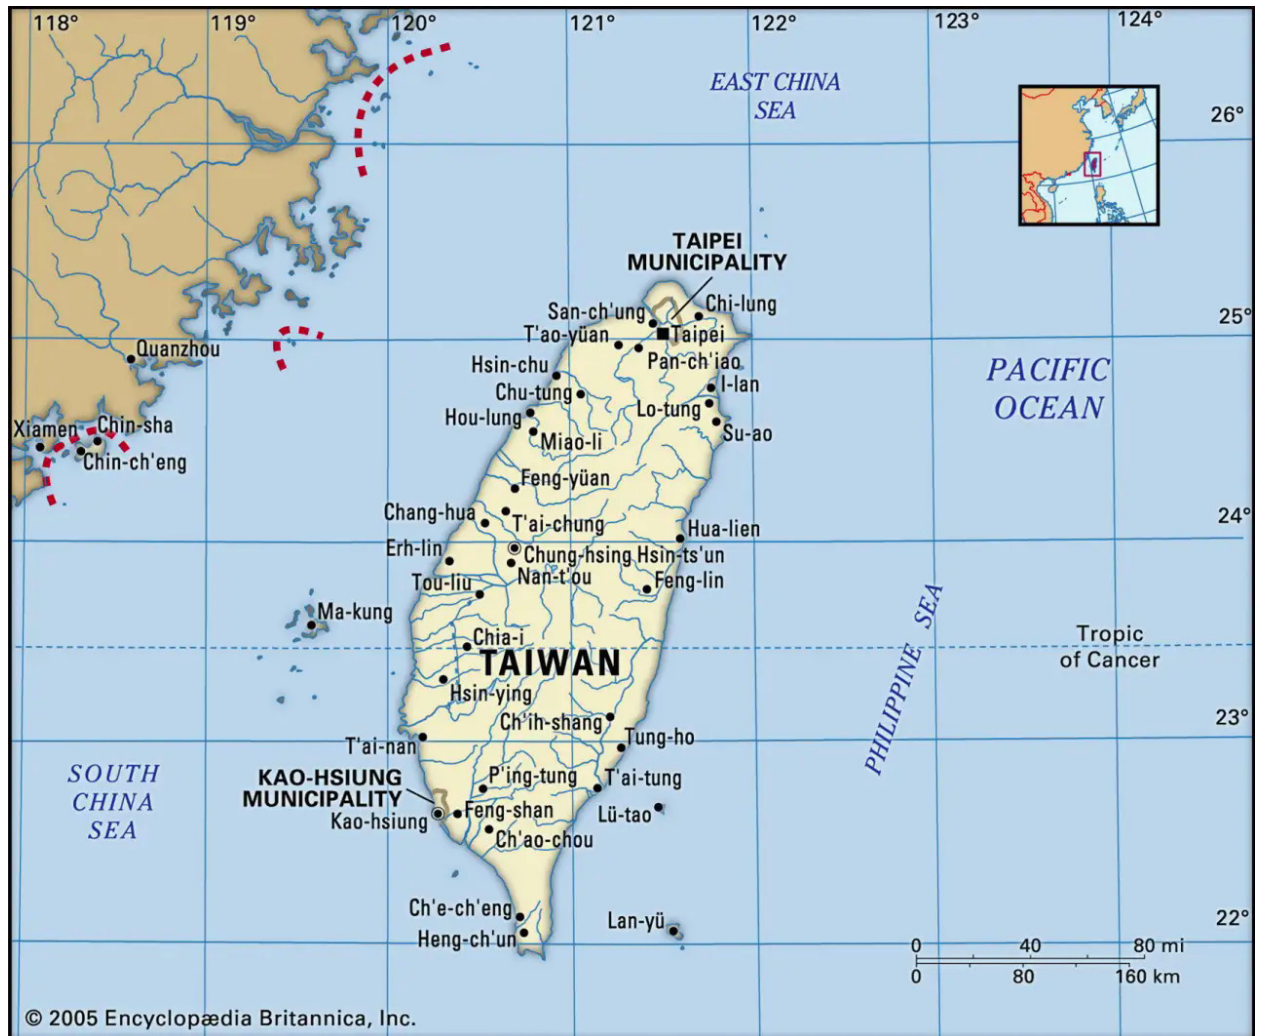 118°
119°
120
121°
122
123°
124°
EAST CHINA
SEA
26°
TAIPEI
MUNICIPALITY
San-ch'ung
Chi-lung
25°
T'ao-yüan
Taipei
Quanzhou
Pan-ch'iao
Hsin-chu
PACIFIC
OCEAN
I-lan
Chu-tung
Lo-tung
Hou-lung
Xiamen
Chin-sha
Su-ao
Miao-li
Chin-ch'eng
Feng-yüan
Chang-hua
T'ai-chung
24°
Hua-lien
Erh-lin
Chung-hsing Hsin-ts'un
Nan-t'ou
Feng-lin
Tou-liu
Ma-kung
PHILIPPINE SEA
Tropic
of Cancer
Chia-i
TAIWAN
Hsin-ying
Ch'ih-shang
23°
Tung-ho
T'ai-nan
SOUTH
CHINA
SEA
KAO-HSIUNG
MUNICIPALITY
P'ing-tung
T'ai-tung
Feng-shan
Lü-tao
Kao-hsiung
Ch'ao-chou
Ch'e-ch'eng
Lan-yü
22°
Heng-ch'un
0 40 80 mi
0 80 160 km
© 2005 Encyclopædia Britannica, Inc.